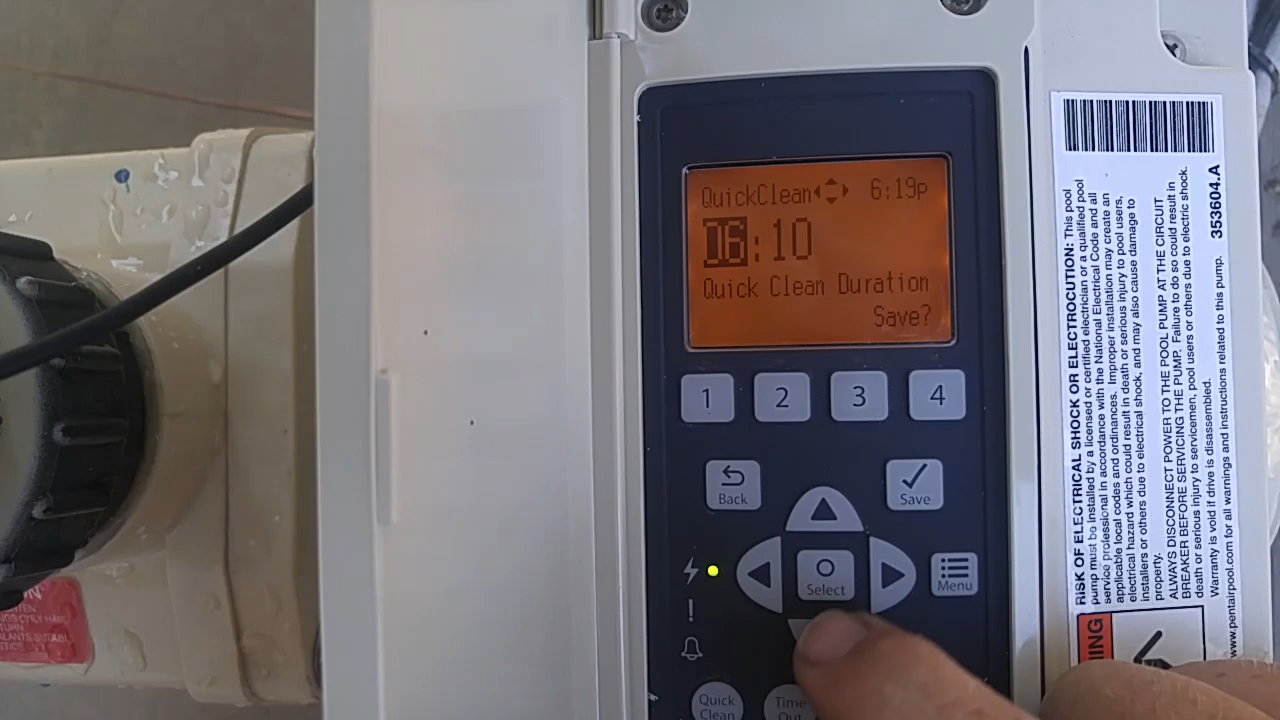 QuickClean 6:19p
06:10
Quick Clean Duration
Save?
1 2 3 4
Back
Save
Select
Menu
Quick
Clean
Time
Out
353604.A
RISK OF ELECTRICAL SHOCK OR ELECTROCUTION: This pool
pump must be installed by a licensed or certified electrician or a qualified pool
service professional in accordance with the National Electrical Code and all
applicable local codes and ordinances. Improper installation may create an
electrical hazard which could result in death or serious injury to pool users,
installers or others due to electrical shock, and may also cause damage to
property.
ALWAYS DISCONNECT POWER TO THE POOL PUMP AT THE CIRCUIT
BREAKER BEFORE SERVICING THE PUMP. Failure to do so could result in
death or serious injury to servicemen, pool users or others due to electric shock.
Warranty is void if drive is disassembled.
www.pentairpool.com for all warnings and instructions related to this pump.